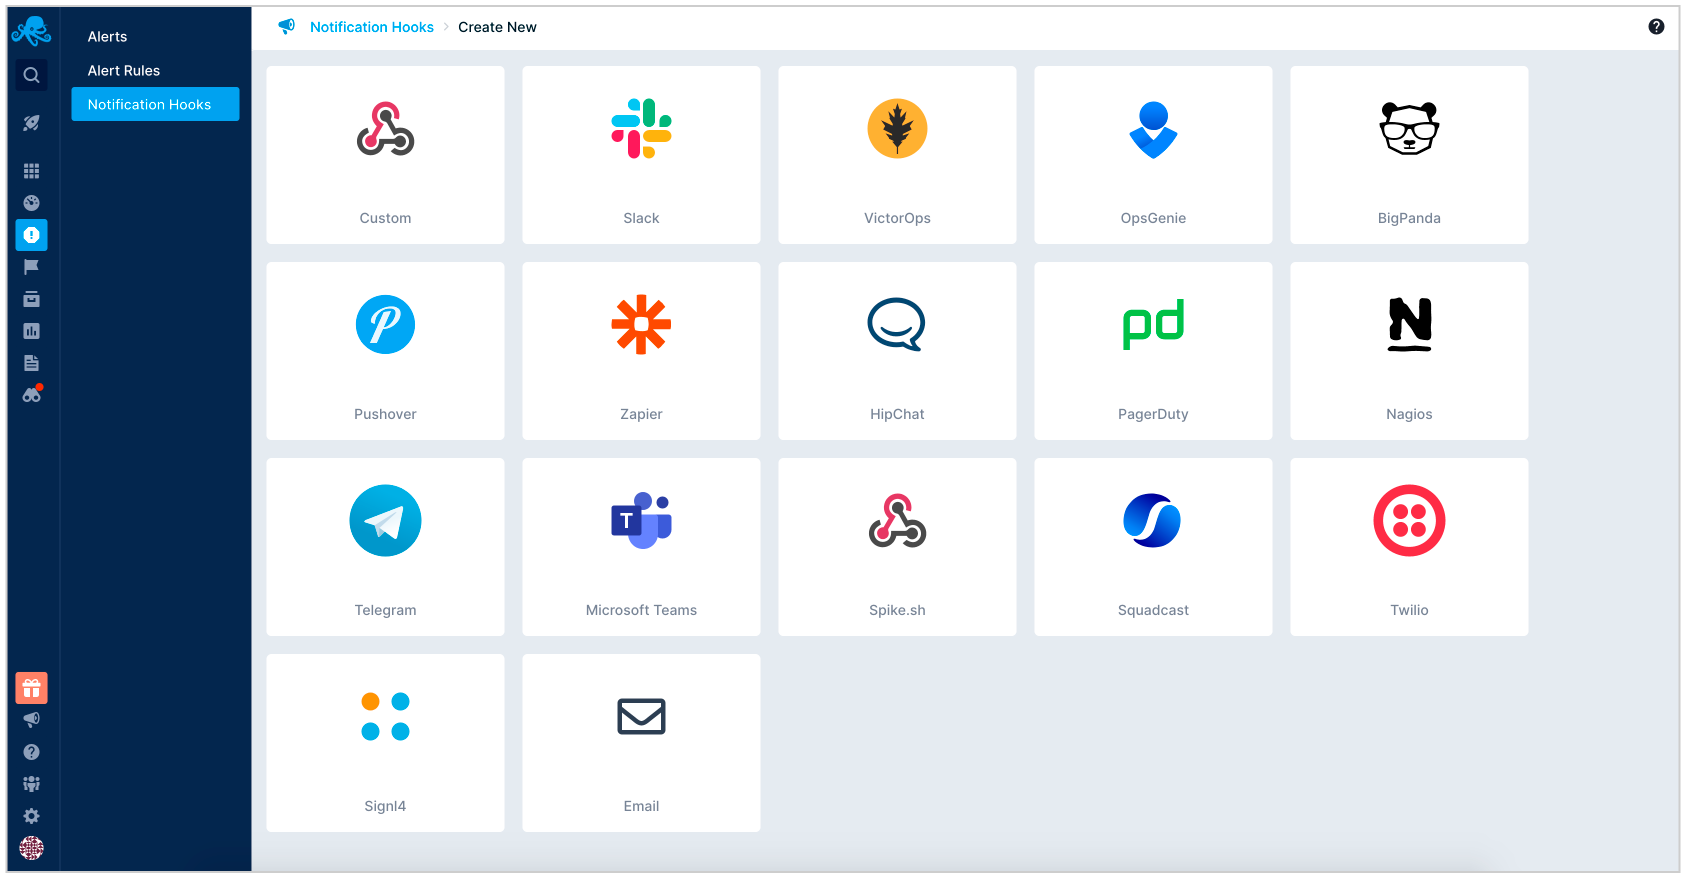 Alerts
Alert Rules
Notification Hooks
Notification Hooks > Create New
Custom
Slack
VictorOps
OpsGenie
BigPanda
Pushover
Zapier
HipChat
pd
PagerDuty
N
Nagios
Telegram
T
Microsoft Teams
Spike.sh
Squadcast
Twilio
Signl4
Email